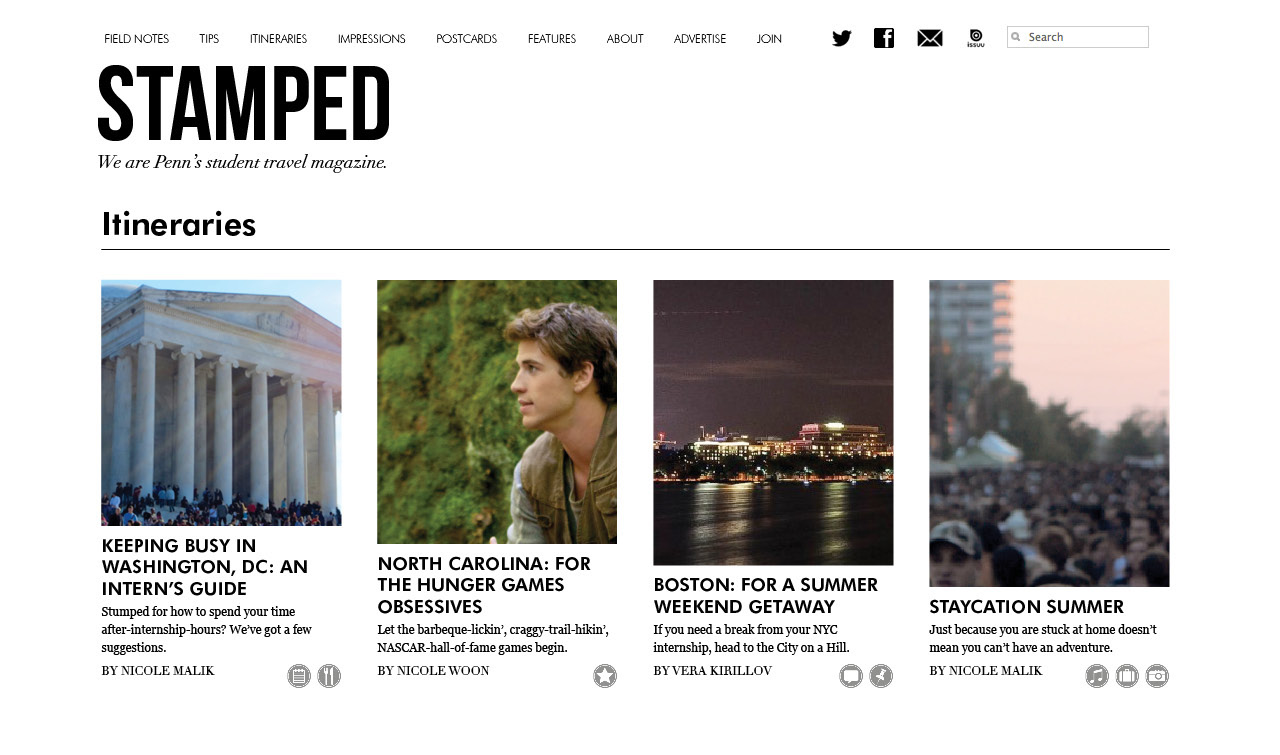 FIELD NOTES TIPS ITINERARIES IMPRESSIONS POSTCARDS FEATURES ABOUT ADVERTISE JOIN issuu Search
STAMPED
We are Penn's student travel magazine.
Itineraries
KEEPING BUSY IN
WASHINGTON, DC: AN
INTERN'S GUIDE
Stumped for how to spend your time
after-internship-hours? We've got a few
suggestions.
BY NICOLE MALIK
NORTH CAROLINA: FOR
THE HUNGER GAMES
OBSESSIVES
Let the barbeque-lickin', craggy-trail-hikin',
NASCAR-hall-of-fame games begin.
BY NICOLE WOON
BOSTON: FOR A SUMMER
WEEKEND GETAWAY
If you need a break from your NYC
internship, head to the City on a Hill.
BY VERA KIRILLOV
STAYCATION SUMMER
Just because you are stuck at home doesn't
mean you can't have an adventure.
BY NICOLE MALIK